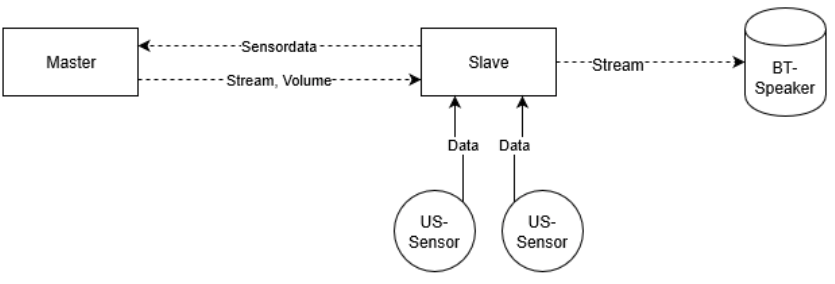 Sensordata
Master
Slave
Stream
BT-
Speaker
Stream, Volume
Data
Data
US-
Sensor
US-
Sensor